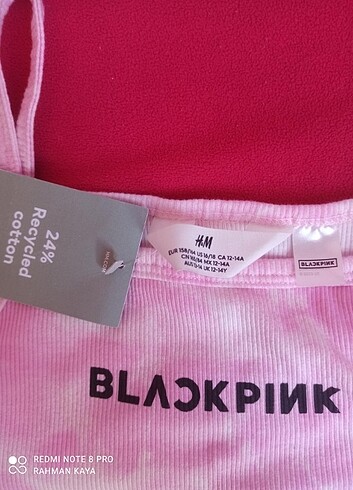 24%
Recycled
cotton
H&M
EUR 158/164 US 16/18 CA 12-14A
CN 165/84 MX 12-14A
AUS 12-14 UK 12-14Y
BLACKPINK
BLACKPINK
REDMI NOTE 8 PRO
RAHMAN KAYA